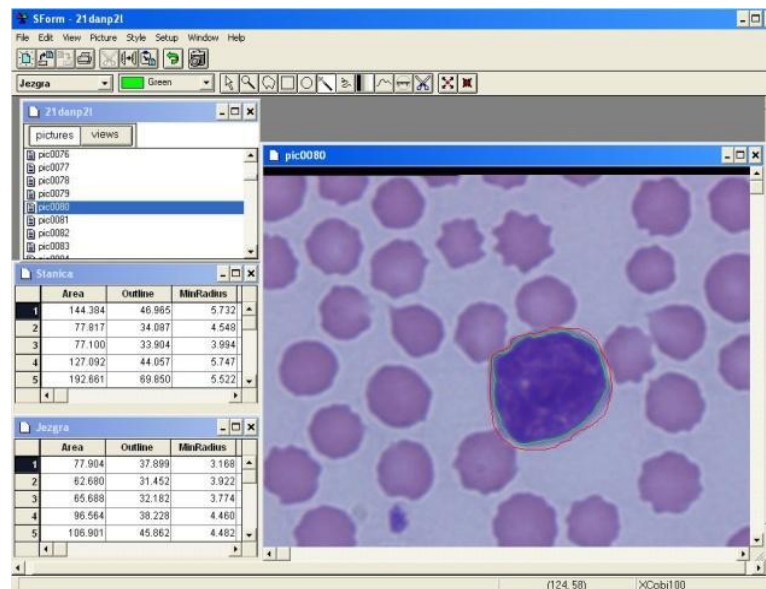 SForm - 21danp2l
File Edit View Picture Style Setup Window Help
Jezgra Green
21danp2l
pictures views
pic0076
pic0077
pic0078
pic0079
pic0080
pic0081
pic0082
pic0083
pic0080
Stanica
Area Outline MinRadius
1 144.384 46.965 5.732
2 77.817 34.087 4.548
3 77.100 33.904 3.994
4 127.092 44.057 5.747
5 192.661 69.850 5.522
Jezgra
Area Outline MinRadius
1 77.904 37.899 3.168
2 62.680 31.452 3.922
3 65.688 32.182 3.774
4 96.564 38.228 4.460
5 106.901 45.862 4.482
(124, 58) XCobi100